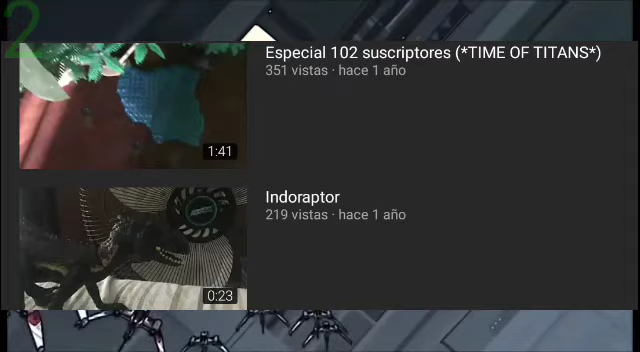 2
Especial 102 suscriptores (*TIME OF TITANS*)
351 vistas · hace 1 año
1:41
Indoraptor
219 vistas · hace 1 año
0:23